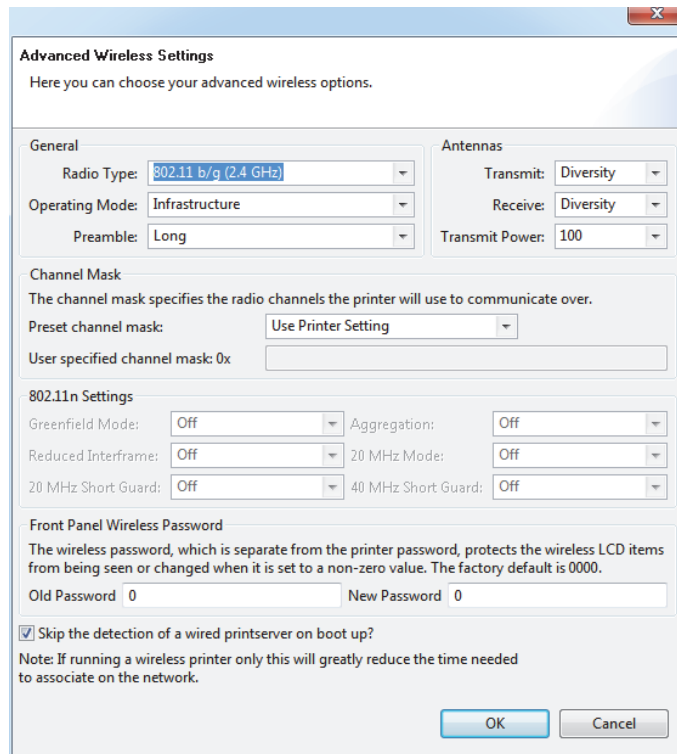 Advanced Wireless Settings
Here you can choose your advanced wireless options.
General
Radio Type: 802.11 b/g (2.4 GHz)
Operating Mode: Infrastructure
Preamble: Long
Antennas
Transmit: Diversity
Receive: Diversity
Transmit Power: 100
Channel Mask
The channel mask specifies the radio channels the printer will use to communicate over.
Preset channel mask: Use Printer Setting
User specified channel mask: 0x
802.11n Settings
Greenfield Mode: Off Aggregation: Off
Reduced Interframe: Off 20 MHz Mode: Off
20 MHz Short Guard: Off 40 MHz Short Guard: Off
Front Panel Wireless Password
The wireless password, which is separate from the printer password, protects the wireless LCD items
from being seen or changed when it is set to a non-zero value. The factory default is 0000.
Old Password 0 New Password 0
Skip the detection of a wired printserver on boot up?
Note: If running a wireless printer only this will greatly reduce the time needed
to associate on the network.
OK Cancel